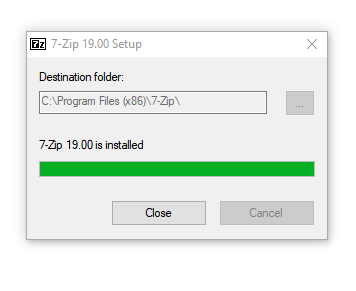 7z 7-Zip 19.00 Setup
Destination folder:
C:\Program Files (x86)\7-Zip\
...
7-Zip 19.00 is installed
Close
Cancel